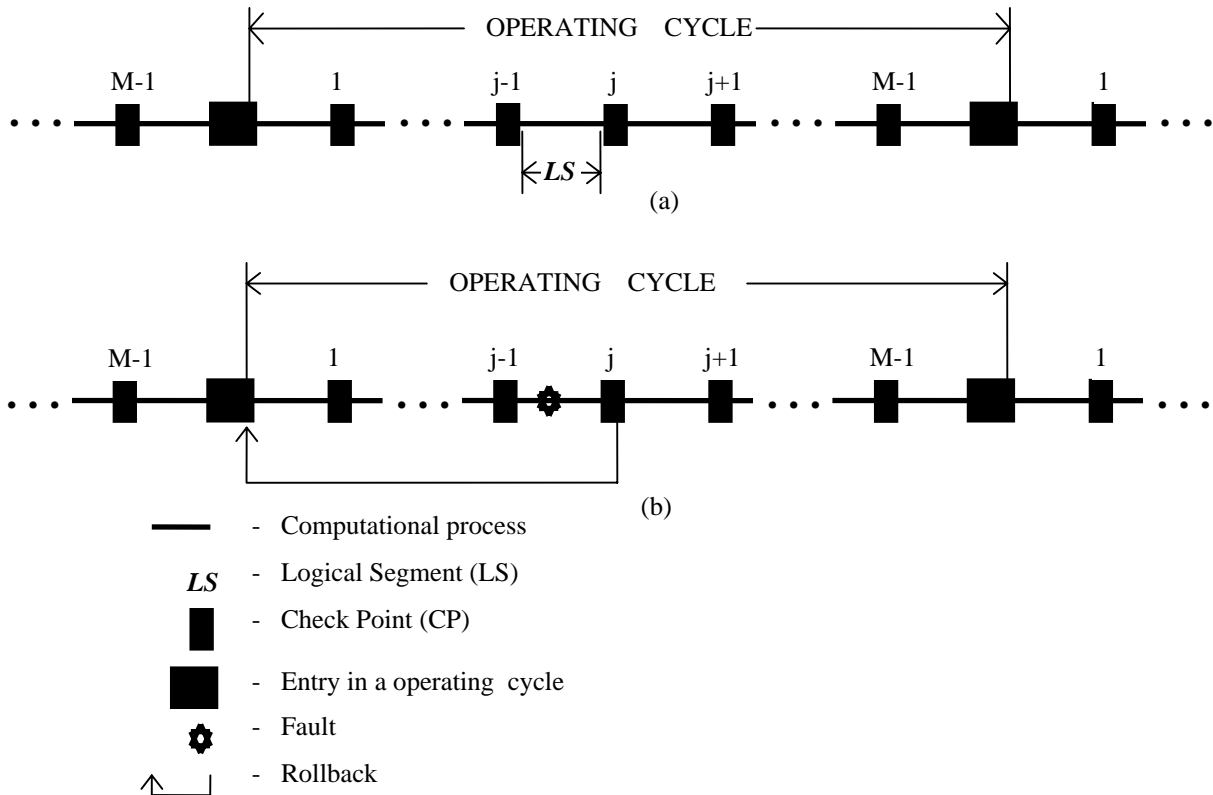 OPERATING CYCLE
M-1 1 j-1 j j+1 M-1 1
• • • • • • • • • • • •
LS
(a)
OPERATING CYCLE
M-1 1 j-1 j j+1 M-1 1
• • • • • • • • • • • •
(b)
- Computational process
LS - Logical Segment (LS)
- Check Point (CP)
- Entry in a operating cycle
- Fault
- Rollback